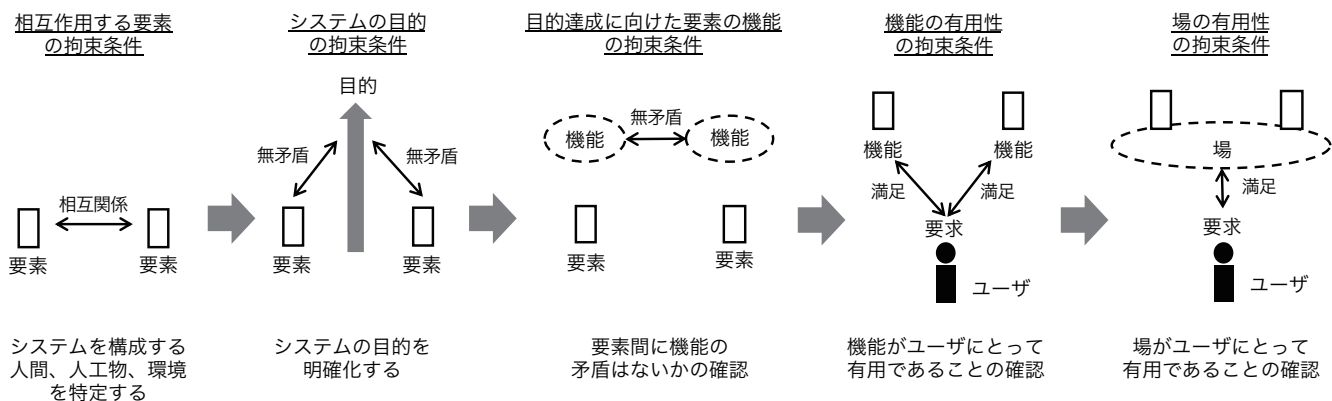 相互作用する要素
の拘束条件
相互関係
要素
要素
システムを構成する
人間、人工物、環境
を特定する
システムの目的
の拘束条件
目的
無矛盾
無矛盾
要素
要素
システムの目的を
明確化する
目的達成に向けた要素の機能
の拘束条件
機能
無矛盾
機能
要素
要素
要素間に機能の
矛盾はないかの確認
機能の有用性
の拘束条件
機能
機能
満足
満足
要求
ユーザ
機能がユーザにとって
有用であることの確認
場の有用性
の拘束条件
場
満足
要求
ユーザ
場がユーザにとって
有用であることの確認